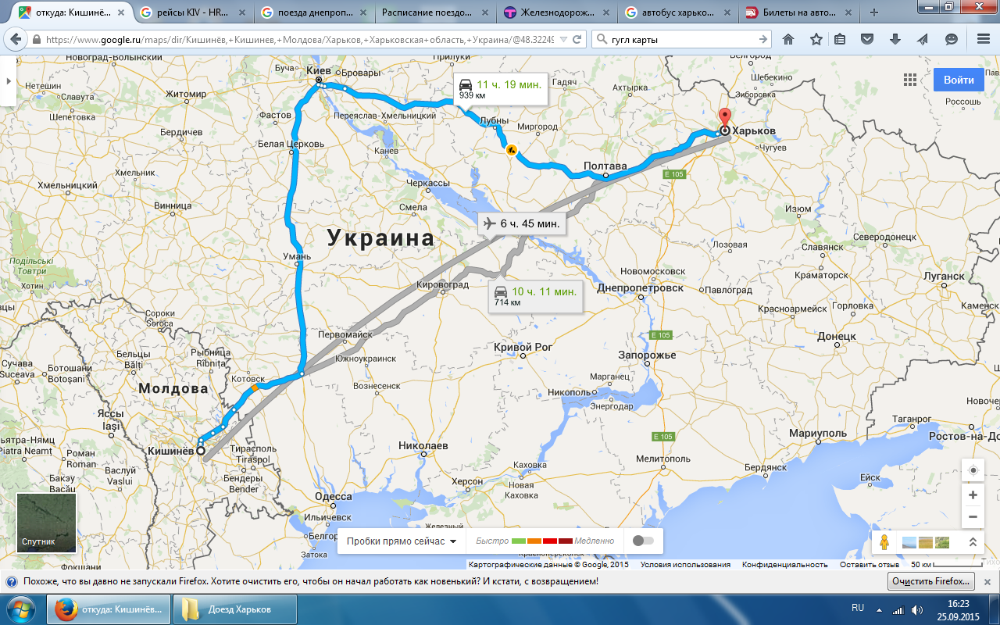 откуда: Кишинёв...
рейсы KIV - HR...
поезда днепроп...
Расписание поездо...
Железнодорож...
автобус харько...
Билеты на авто...
https://www.google.ru/maps/dir/Кишинёв,+Кишинев,+Молдова/Харьков,+Харьковская+область,+Украина/@48.32249
гугл карты
Новоград-Волынский
Буча
Киев
Бровары
Прилуки
11 ч. 19 мин.
939 км
Гадяч
Ахтырка
Белгород
Шебекино
Войти
Нетешин
Славута
Житомир
Зиборовка
Россошь
Шепетовка
Фастов
Переяслав-Хмельницкий
Лубны
Миргород
Харьков
Бердичев
Белая Церковь
Канев
Чугуев
Хмельник
Полтава
E 105
Хмельницкий
Черкассы
Винница
Смела
Изюм
6 ч. 45 мин.
Украина
Северодонецк
Лозовая
Славянск
Подільські
Товтри
Умань
Новомосковск
Краматорск
Луганск
Хотин
Кировоград
Днепропетровск
Павлоград
10 ч. 11 мин.
714 км
Каменск-
Горловка
Красноармейск
Сороки
Soroca
Первомайск
E 105
Донецк
Кривой Рог
Бельцы
Bălți
Рыбница
Rîbnița
Южноукраинск
Запорожье
Сучава
Suceava
Ботошани
Botoșani
Котовск
Марганец
Молдова
Вознесенск
Никополь
Энергодар
Новоче
Яссы
Iași
Таганрог
Мариуполь
Ростов-на-До
E 105
Кишинёв
Николаев
Пьятра-Нямц
Piatra Neamt
Роман
Roman
Тирасполь
Tiraspol
Мелитополь
Каховка
Бердянск
Васлуй
Vaslui
Бендеры
Bender
Херсон
Новая
Каховка
Ейск
Бакэу
Bacău
Одесса
Ильичевск
Железный
Спутник
Белгор
Затока
Пробки прямо сейчас
Быстро
Медленно
Фокшани
Картографические данные © Google, 2015
Условия использования
Конфиденциальность
Оставить отзыв
50 км
Похоже, что вы давно не запускали Firefox. Хотите очистить его, чтобы он начал работать как новенький? И кстати, с возвращением!
Очистить Firefox...
откуда: Кишинёв...
Доезд Харьков
RU
16:23
25.09.2015